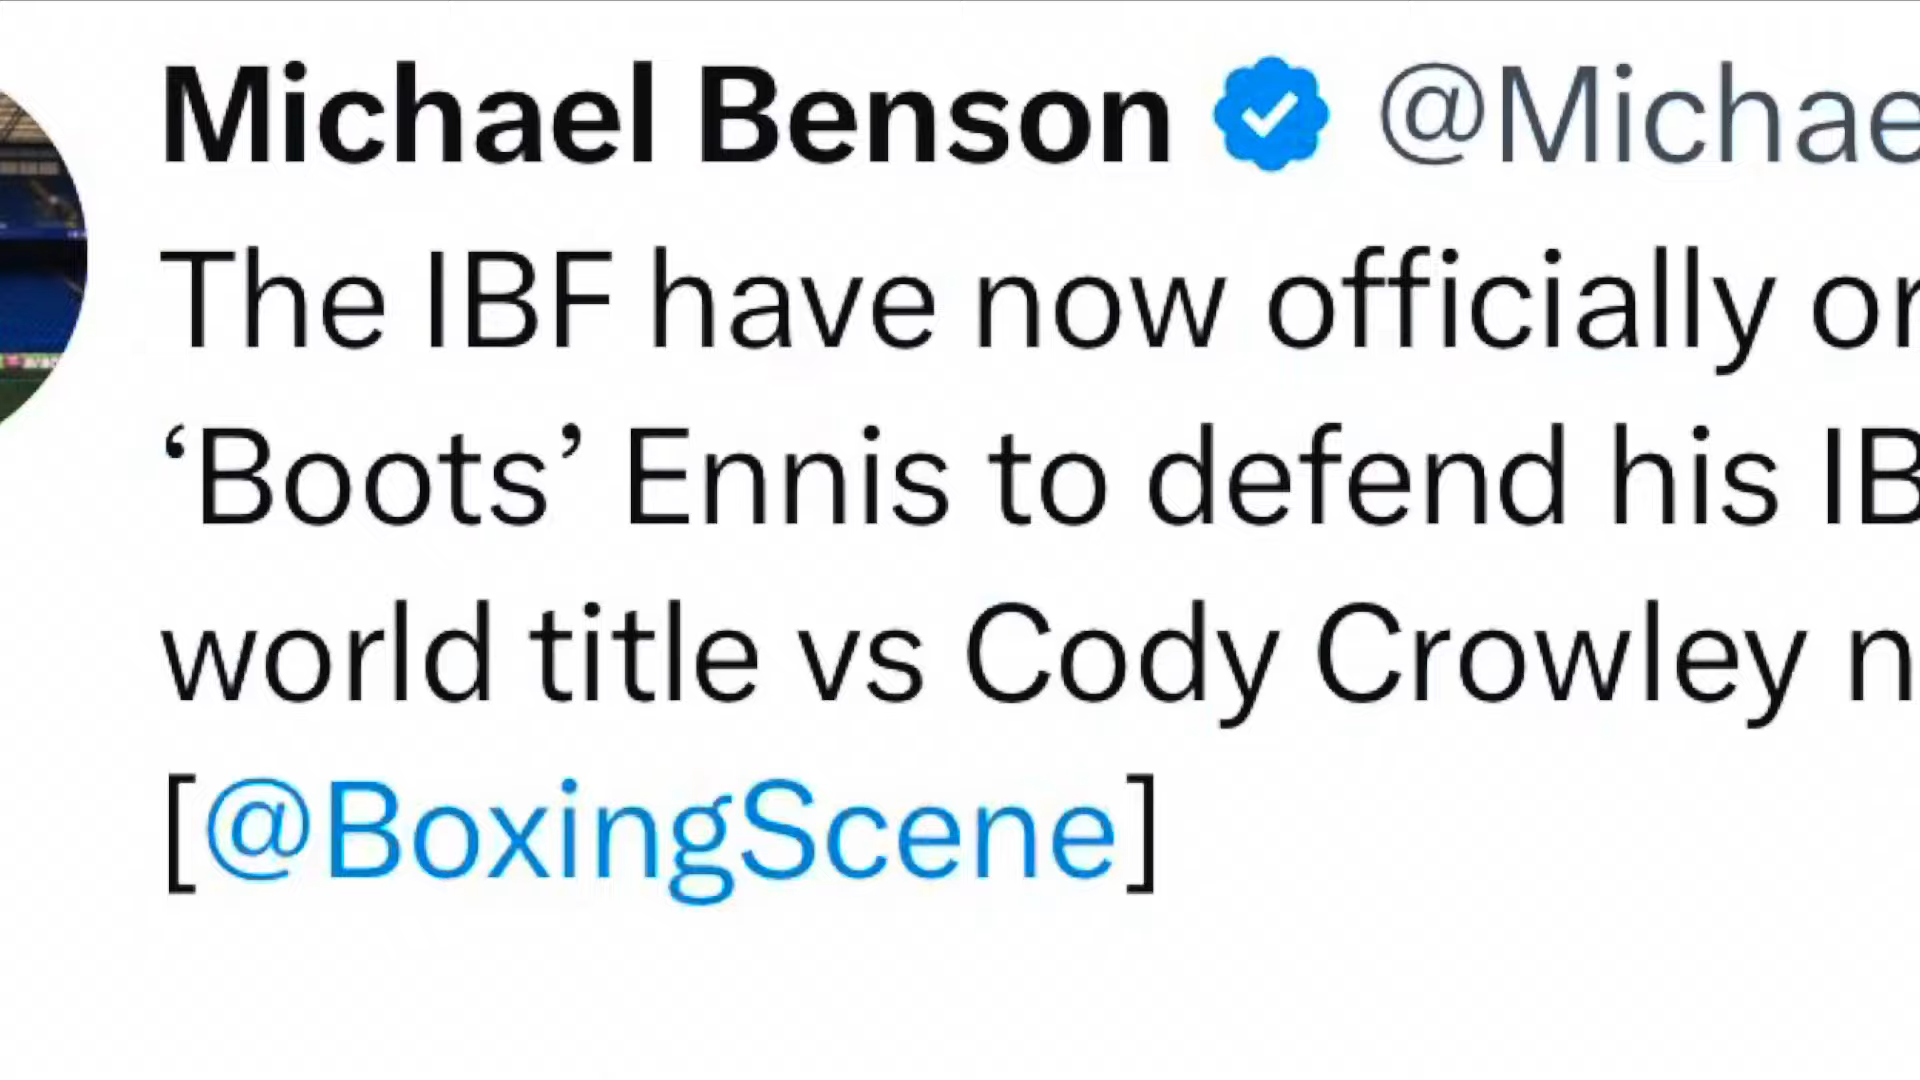 Michael Benson @Michae
The IBF have now officially or
‘Boots’ Ennis to defend his IB
world title vs Cody Crowley n
[@BoxingScene]